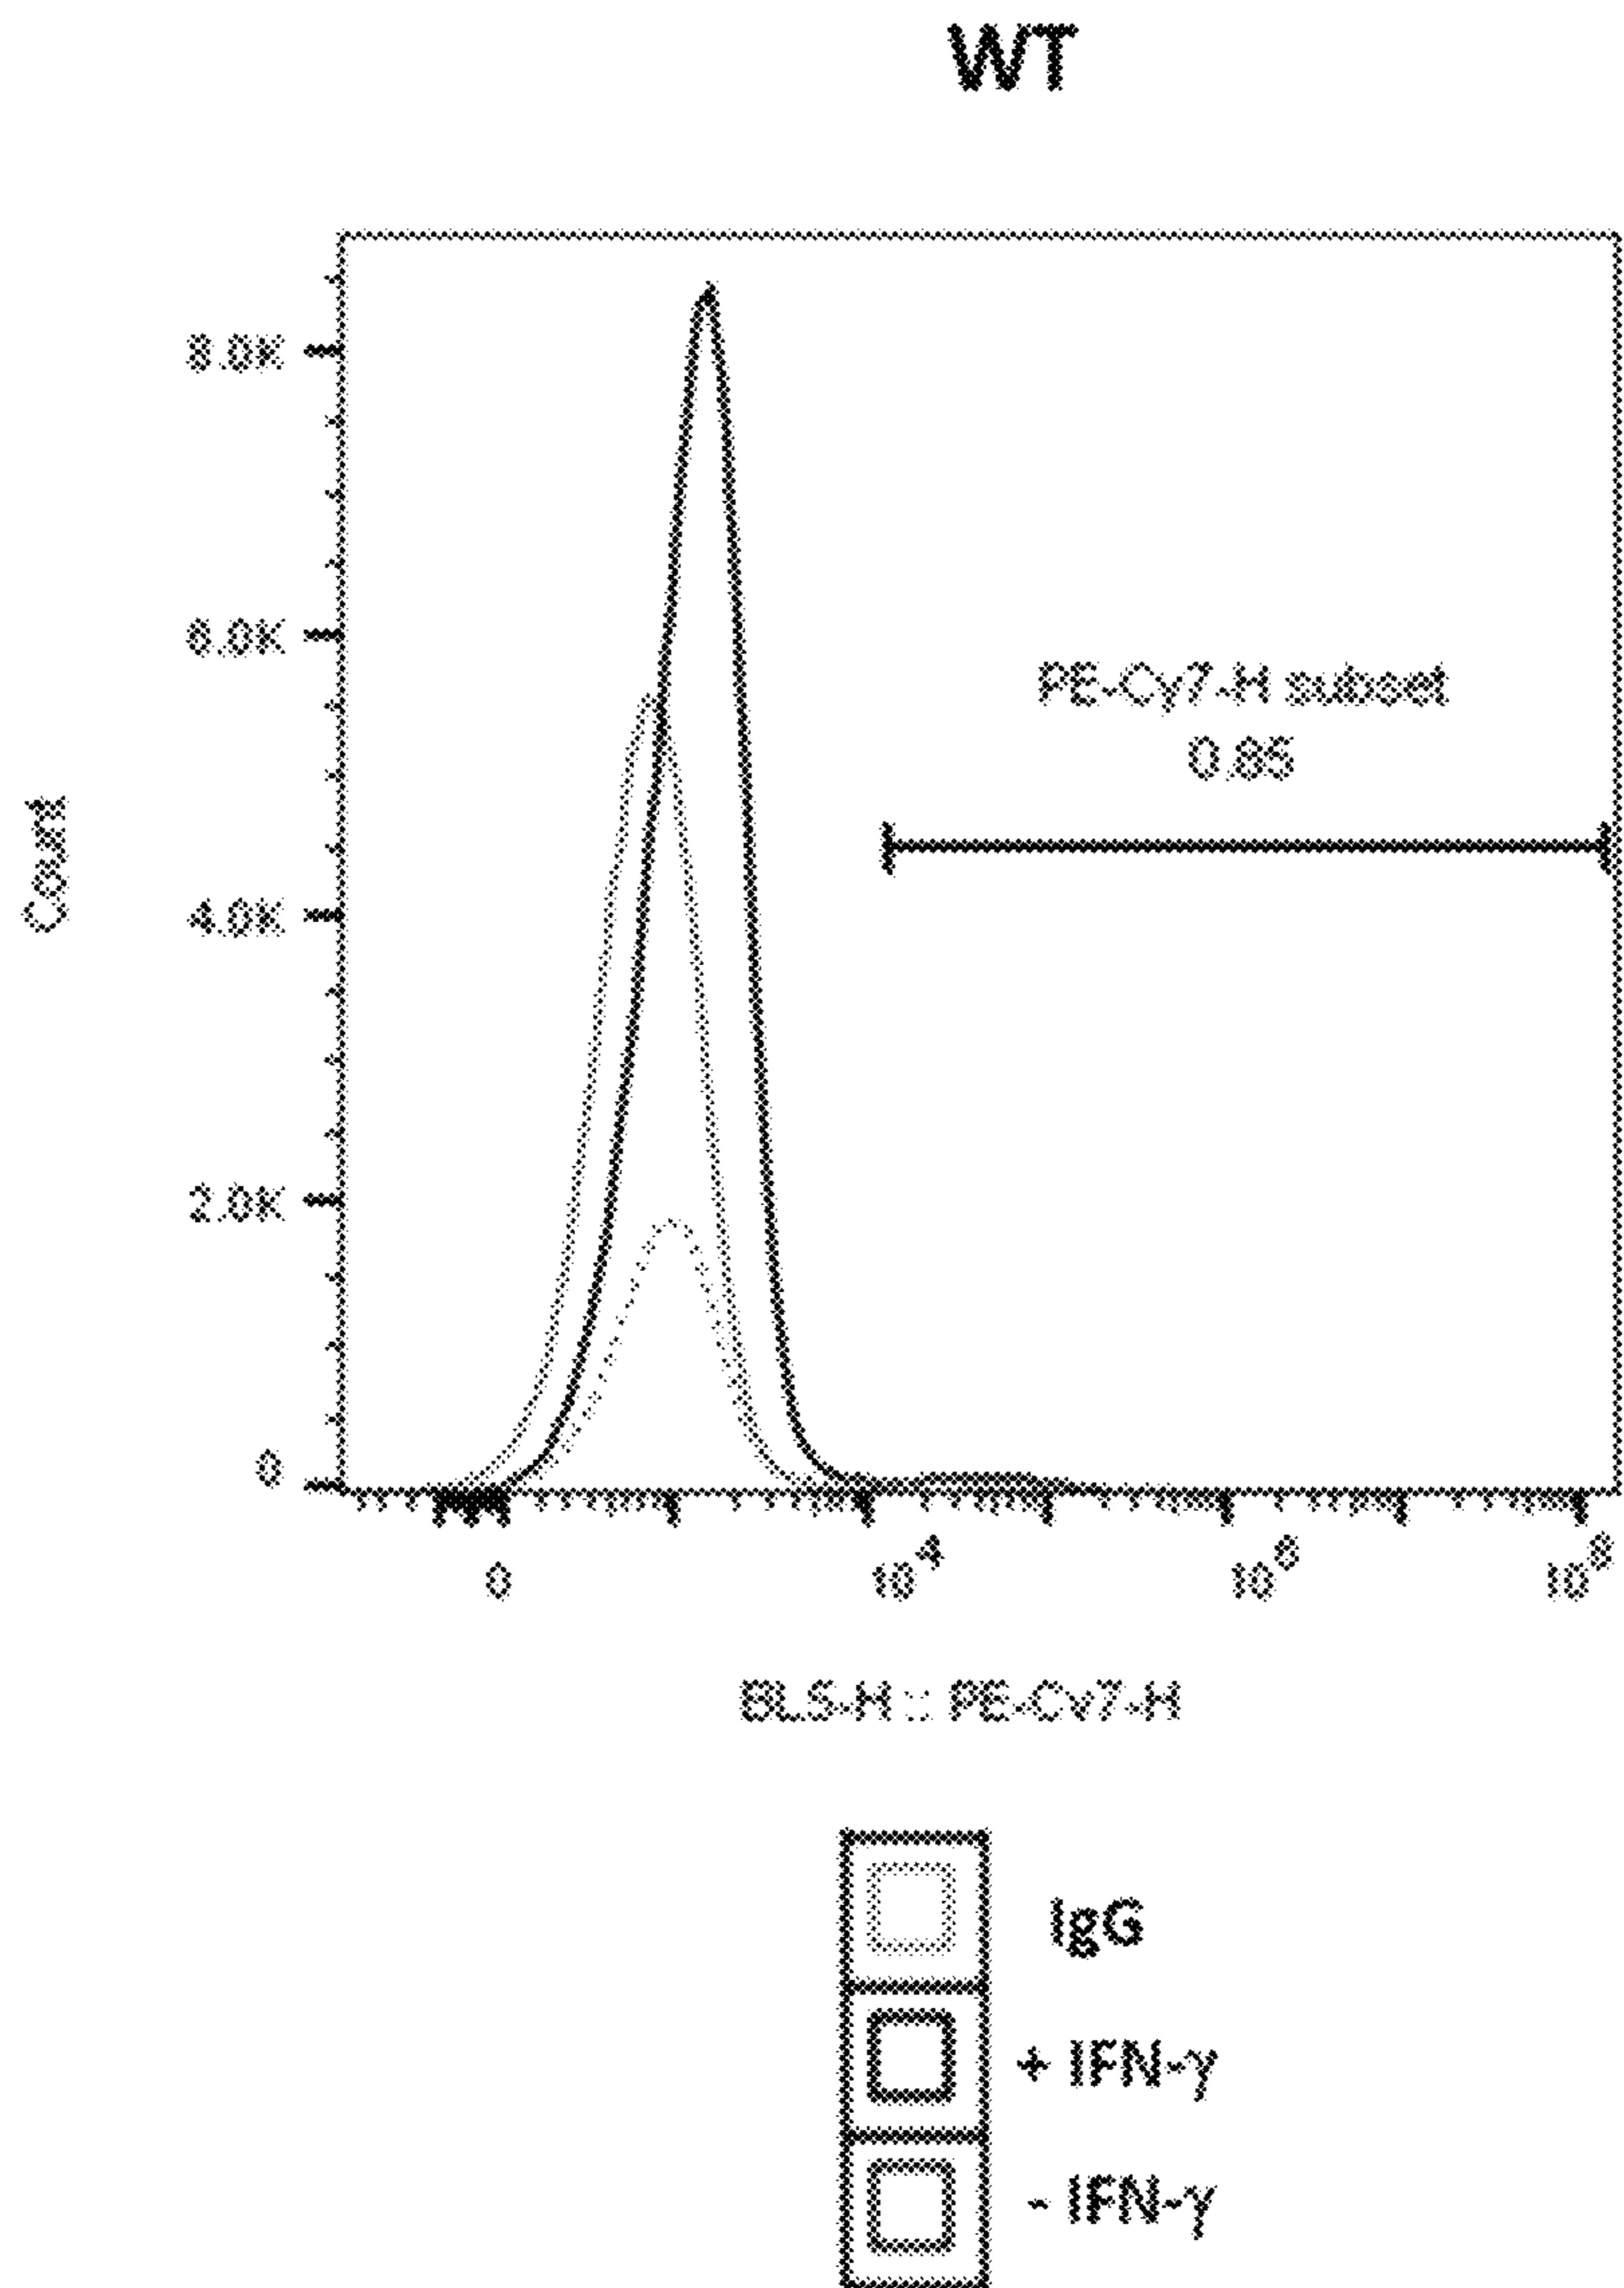 WT
8.0K
6.0K
PE-Cy7-H subset
0.85
Count
4.0K
2.0K
0
0
10^4
10^6
10^8
BL5-H :: PE-Cy7-H
IgG
+ IFN-γ
- IFN-γ